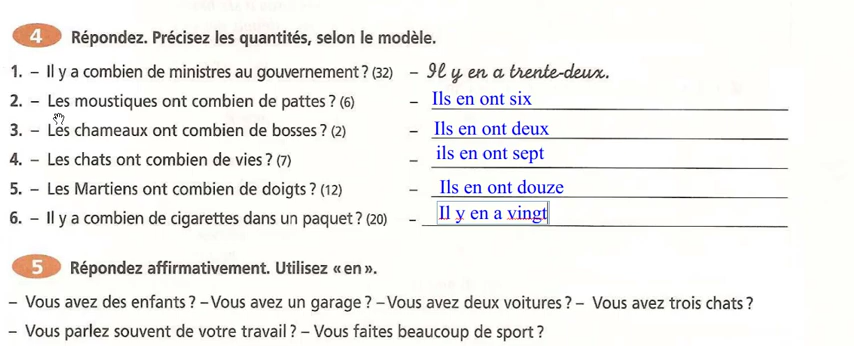 4 Répondez. Précisez les quantités, selon le modèle.
1. – Il y a combien de ministres au gouvernement ? (32) – Il y en a trente-deux.
2. – Les moustiques ont combien de pattes ? (6) – Ils en ont six
3. – Les chameaux ont combien de bosses ? (2) – Ils en ont deux
4. – Les chats ont combien de vies ? (7) – ils en ont sept
5. – Les Martiens ont combien de doigts ? (12) – Ils en ont douze
6. – Il y a combien de cigarettes dans un paquet ? (20) – Il y en a vingt
5 Répondez affirmativement. Utilisez « en ».
– Vous avez des enfants ? – Vous avez un garage ? – Vous avez deux voitures ? – Vous avez trois chats ?
– Vous parlez souvent de votre travail ? – Vous faites beaucoup de sport ?